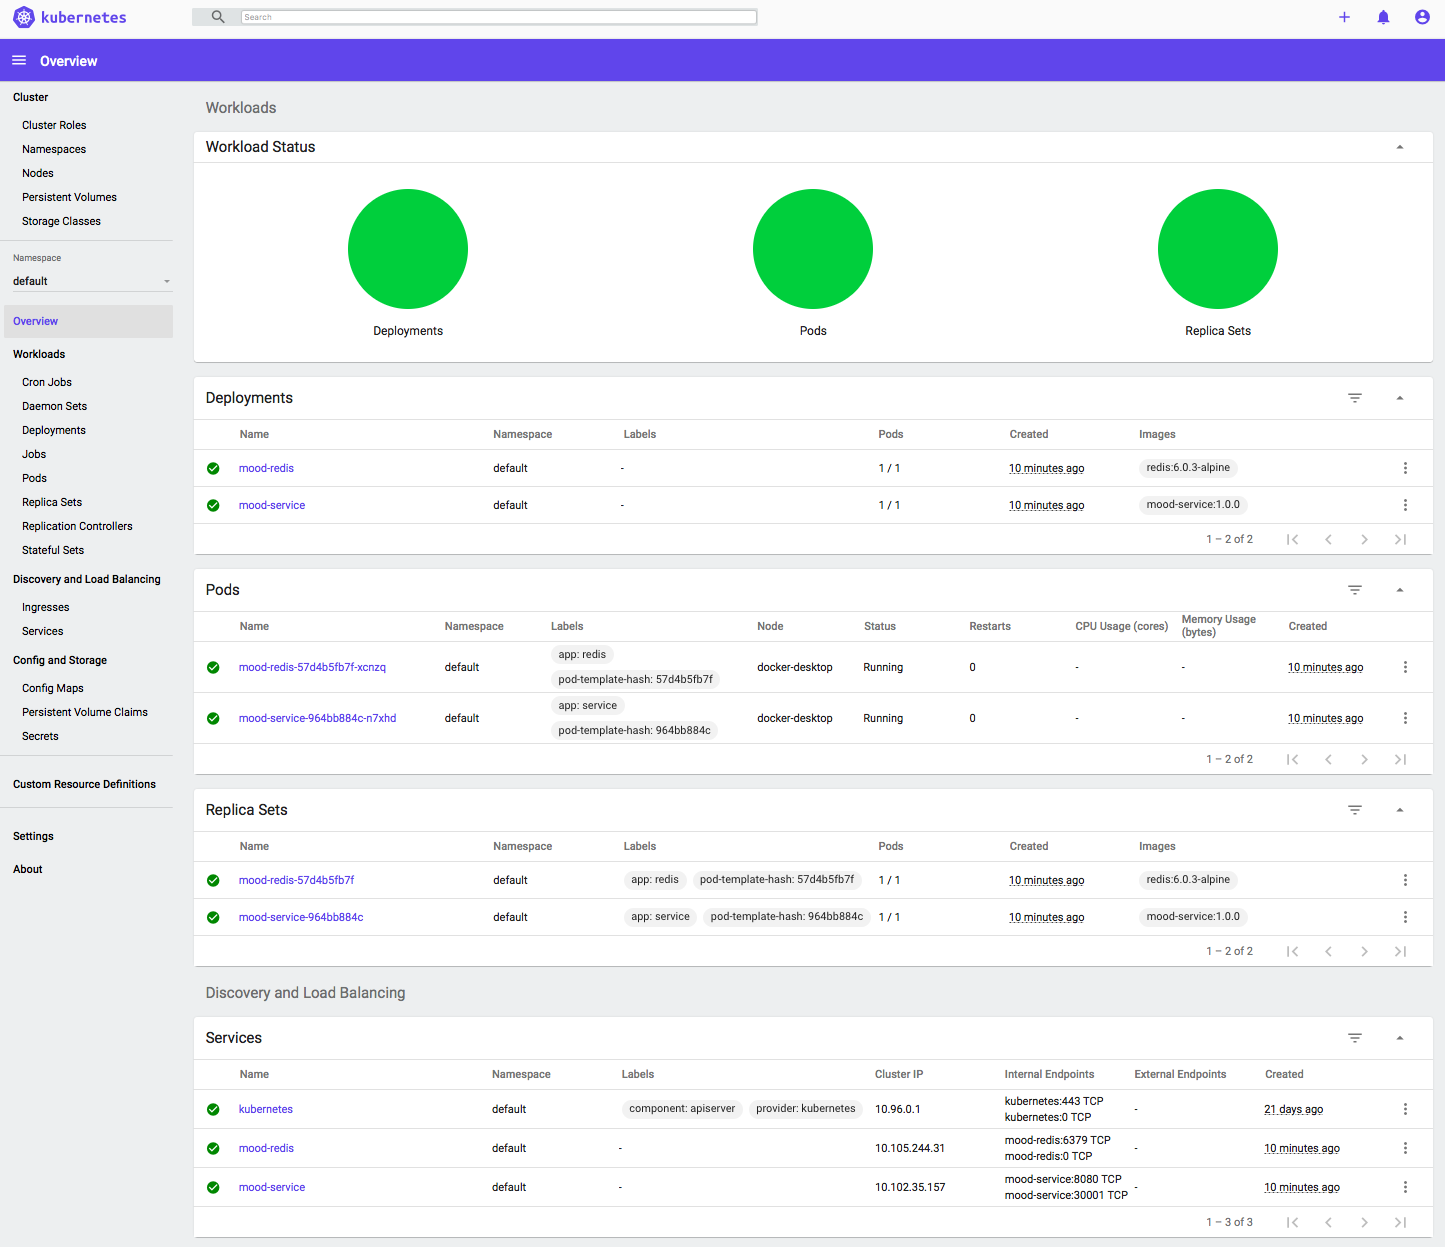 kubernetes
Search
Overview
Cluster
Cluster Roles
Namespaces
Nodes
Persistent Volumes
Storage Classes
Namespace
default
Overview
Workloads
Cron Jobs
Daemon Sets
Deployments
Jobs
Pods
Replica Sets
Replication Controllers
Stateful Sets
Discovery and Load Balancing
Ingresses
Services
Config and Storage
Config Maps
Persistent Volume Claims
Secrets
Custom Resource Definitions
Settings
About
Workloads
Workload Status
Deployments Pods Replica Sets
Deployments
Name Namespace Labels Pods Created Images
mood-redis default - 1 / 1 10 minutes ago redis:6.0.3-alpine
mood-service default - 1 / 1 10 minutes ago mood-service:1.0.0
1 – 2 of 2
Pods
Name Namespace Labels Node Status Restarts CPU Usage (cores) Memory Usage (bytes) Created
mood-redis-57d4b5fb7f-xcnzq default app: redis pod-template-hash: 57d4b5fb7f docker-desktop Running 0 - - 10 minutes ago
mood-service-964bb884c-n7xhd default app: service pod-template-hash: 964bb884c docker-desktop Running 0 - - 10 minutes ago
1 – 2 of 2
Replica Sets
Name Namespace Labels Pods Created Images
mood-redis-57d4b5fb7f default app: redis pod-template-hash: 57d4b5fb7f 1 / 1 10 minutes ago redis:6.0.3-alpine
mood-service-964bb884c default app: service pod-template-hash: 964bb884c 1 / 1 10 minutes ago mood-service:1.0.0
1 – 2 of 2
Discovery and Load Balancing
Services
Name Namespace Labels Cluster IP Internal Endpoints External Endpoints Created
kubernetes default component: apiserver provider: kubernetes 10.96.0.1 kubernetes:443 TCP kubernetes:0 TCP - 21 days ago
mood-redis default - 10.105.244.31 mood-redis:6379 TCP mood-redis:0 TCP - 10 minutes ago
mood-service default - 10.102.35.157 mood-service:8080 TCP mood-service:30001 TCP - 10 minutes ago
1 – 3 of 3